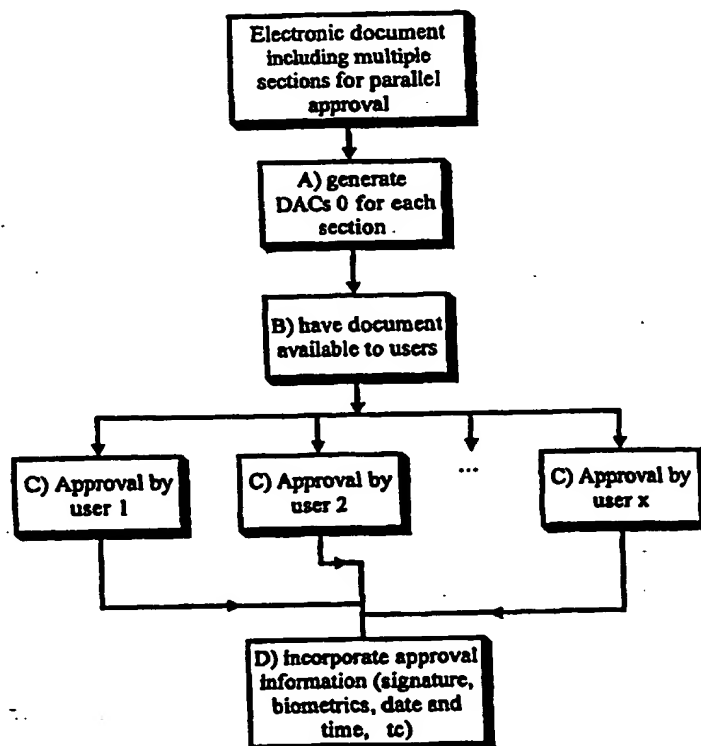 Electronic document
including multiple
sections for parallel
approval
A) generate
DACs 0 for each
section
B) have document
available to users
...
C) Approval by
user 1
C) Approval by
user 2
C) Approval by
user x
D) incorporate approval
information (signature,
biometrics, date and
time, tc)